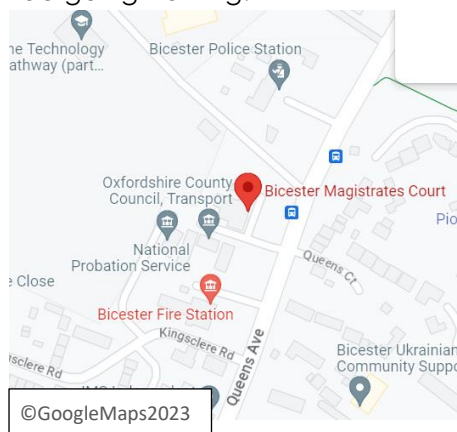 ne Technology
athway (part...
Bicester Police Station
Oxfordshire County
Council, Transport
Bicester Magistrates Court
National
Probation Service
Pio
e Close
Queens Ct
Bicester Fire Station
Kingsclere Rd
Queens Ave
Bicester Ukrainian
Community Suppo
sclere Rd
©GoogleMaps2023